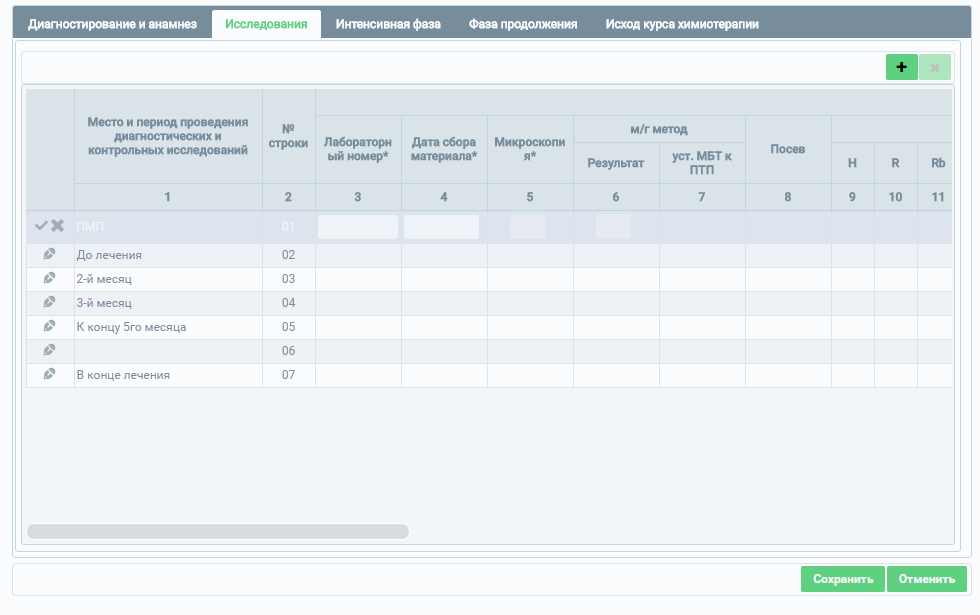 Диагностирование и анамнез Исследования Интенсивная фаза Фаза продолжения Исход курса химиотерапии
Место и период проведения
диагностических и
контрольных исследований
№
строки
Лабораторн
ый номер*
Дата сбора
материала*
Микроскопи
я*
м/г метод
Результат
уст. МБТ к
ПТП
Посев
H R Rb
1 2 3 4 5 6 7 8 9 10 11
ПМП 01
До лечения 02
2-й месяц 03
3-й месяц 04
К концу 5го месяца 05
06
В конце лечения 07
Сохранить Отменить